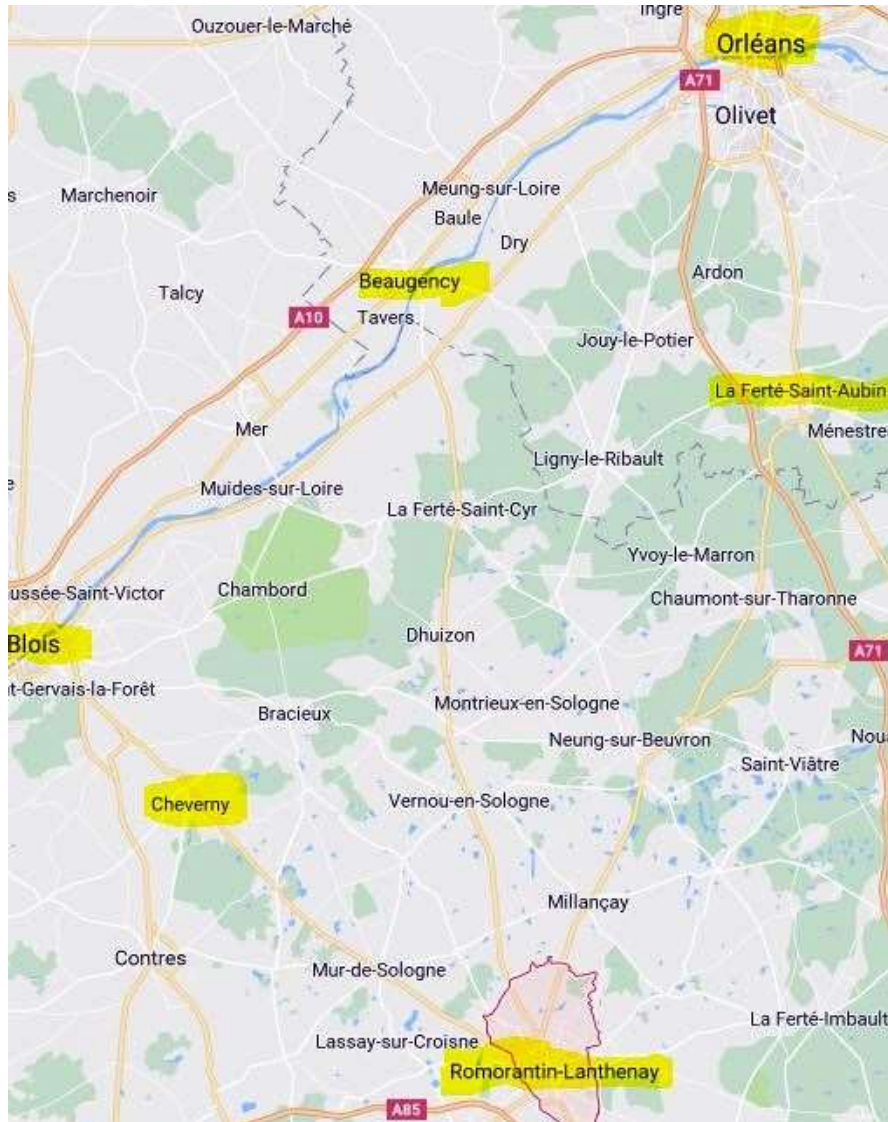 Ingré
Ouzouer-le-Marché
Orléans
A71
Olivet
s
Marchenoir
Meung-sur-Loire
Baule
Dry
Ardon
Beaugency
Talcy
A10
Tavers
Jouy-le-Potier
La Ferté-Saint-Aubin
Mer
Ménestre
Ligny-le-Ribault
e
Muides-sur-Loire
La Ferté-Saint-Cyr
Yvoy-le-Marron
ussée-Saint-Victor
Chambord
Chaumont-sur-Tharonne
Dhuizon
Blois
A71
nt-Gervais-la-Forêt
Bracieux
Montrieux-en-Sologne
Neung-sur-Beuvron
Noua
Saint-Viâtre
Cheverny
Vernou-en-Sologne
Millançay
Contres
Mur-de-Sologne
La Ferté-Imbault
Lassay-sur-Croisne
Romorantin-Lanthenay
A85